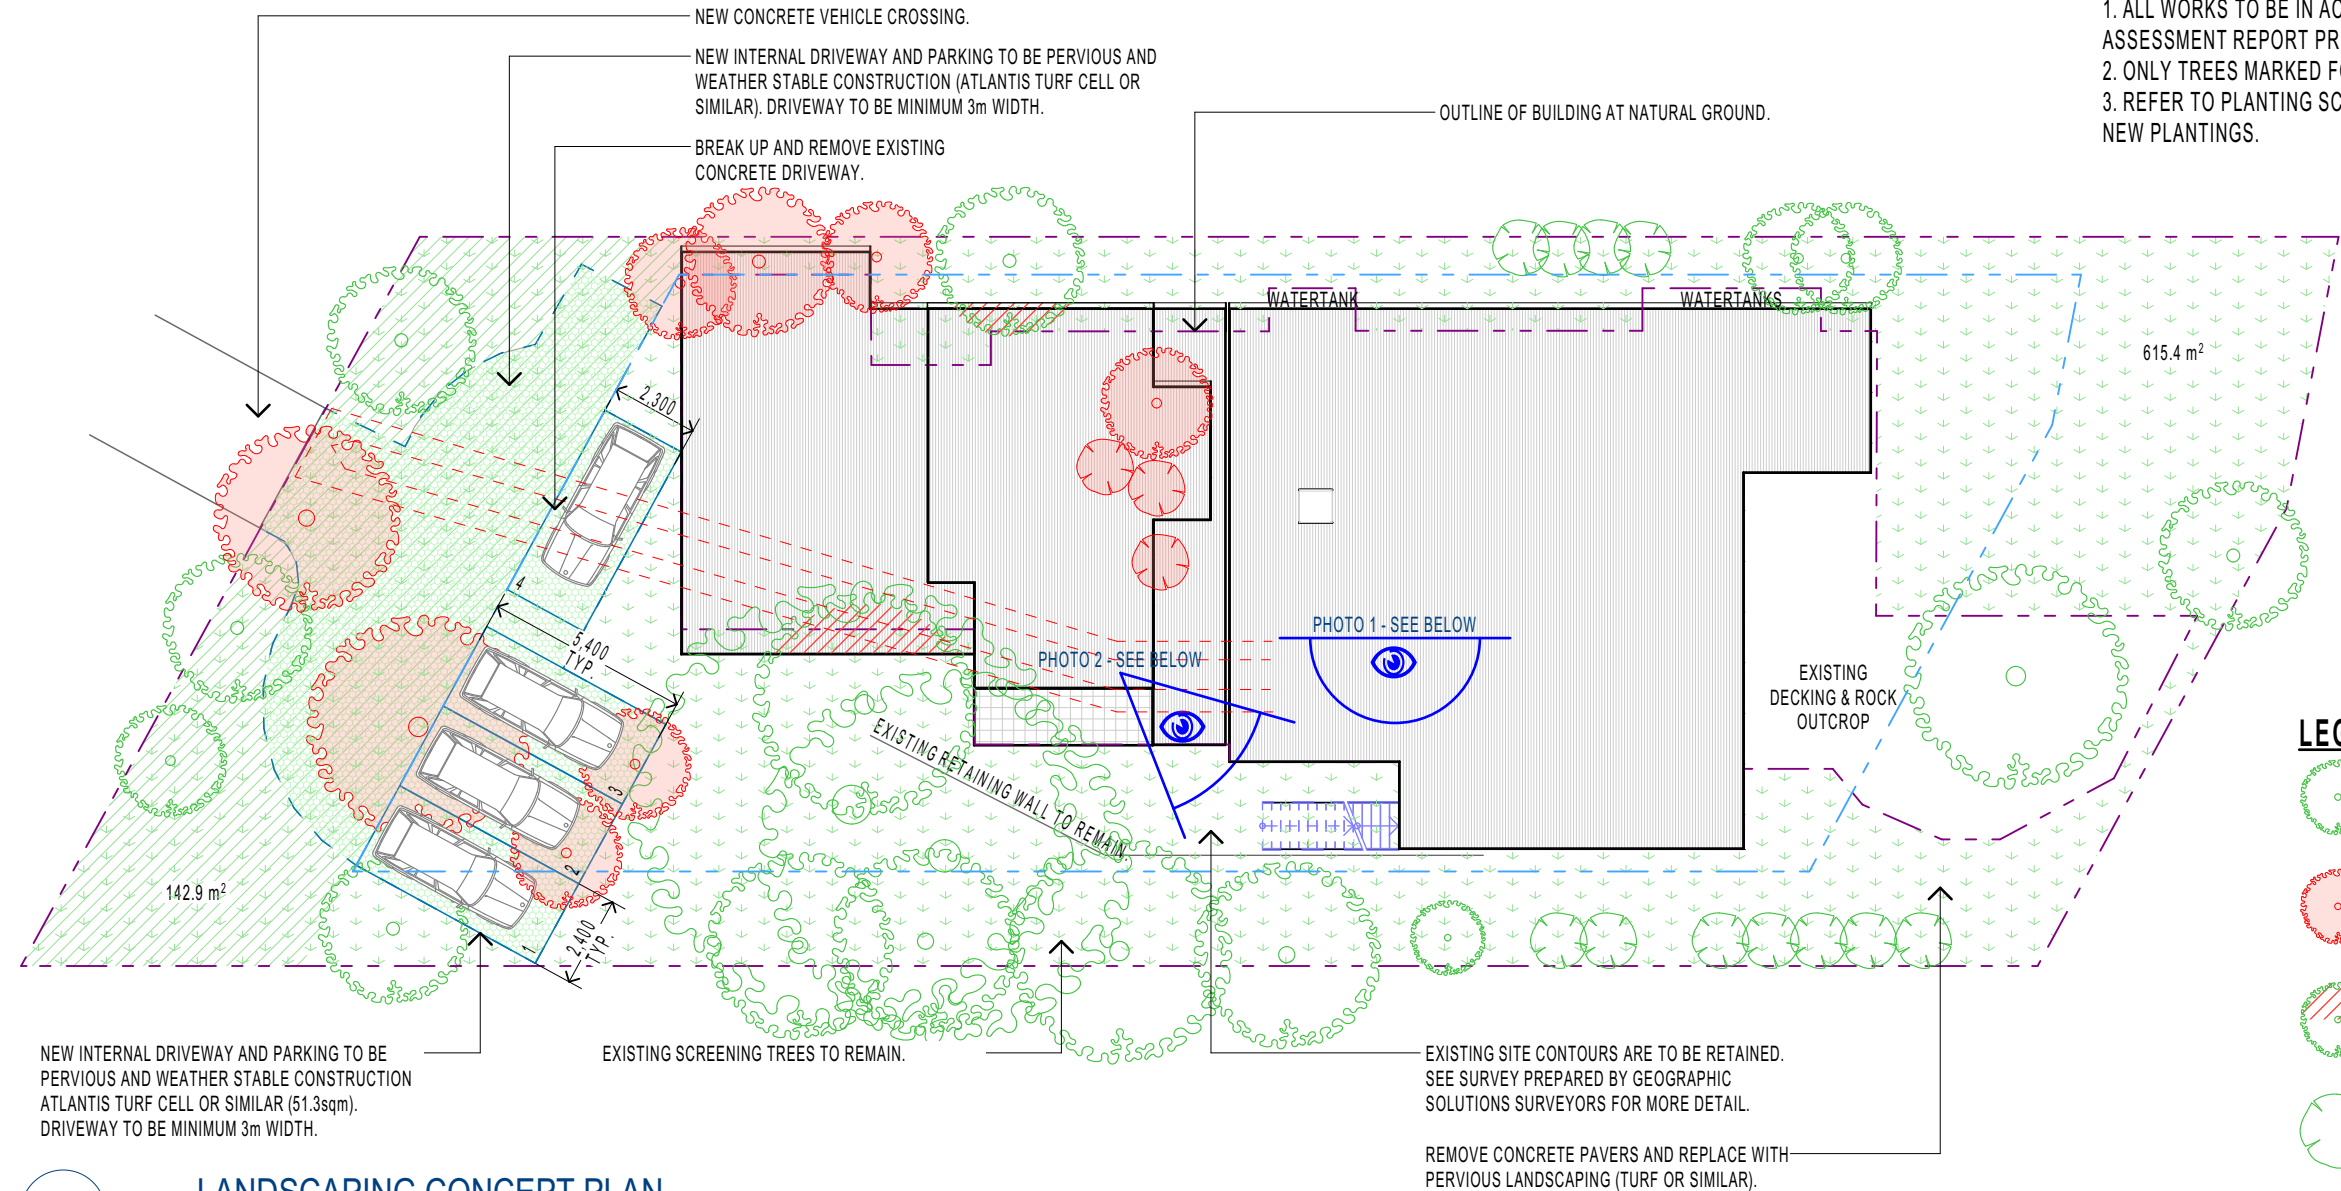 NEW CONCRETE VEHICLE CROSSING.
NEW INTERNAL DRIVEWAY AND PARKING TO BE PERVIOUS AND
WEATHER STABLE CONSTRUCTION (ATLANTIS TURF CELL OR
SIMILAR). DRIVEWAY TO BE MINIMUM 3m WIDTH.
BREAK UP AND REMOVE EXISTING
CONCRETE DRIVEWAY.
OUTLINE OF BUILDING AT NATURAL GROUND.
1. ALL WORKS TO BE IN
ASSESSMENT REPORT
2. ONLY TREES MARKED
3. REFER TO PLANTING
NEW PLANTINGS.
WATERTANK
WATERTANKS
615.4 m²
2,300
4
5,400
TYP.
3
2
1
2,400
TYP.
142.9 m²
PHOTO 1 - SEE BELOW
PHOTO 2 - SEE BELOW
EXISTING RETAINING WALL TO REMAIN.
EXISTING
DECKING & ROCK
OUTCROP
NEW INTERNAL DRIVEWAY AND PARKING TO BE
PERVIOUS AND WEATHER STABLE CONSTRUCTION
ATLANTIS TURF CELL OR SIMILAR (51.3sqm).
DRIVEWAY TO BE MINIMUM 3m WIDTH.
EXISTING SCREENING TREES TO REMAIN.
EXISTING SITE CONTOURS ARE TO BE RETAINED.
SEE SURVEY PREPARED BY GEOGRAPHIC
SOLUTIONS SURVEYORS FOR MORE DETAIL.
REMOVE CONCRETE PAVERS AND REPLACE WITH
PERVIOUS LANDSCAPING (TURF OR SIMILAR).
LANDSCAPING CONCEPT PLAN